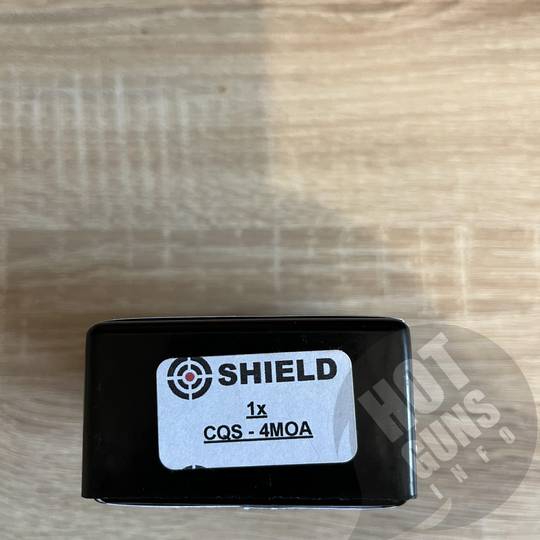 SHIELD
1x
CQS - 4MOA
HOT
GUNS
INFO